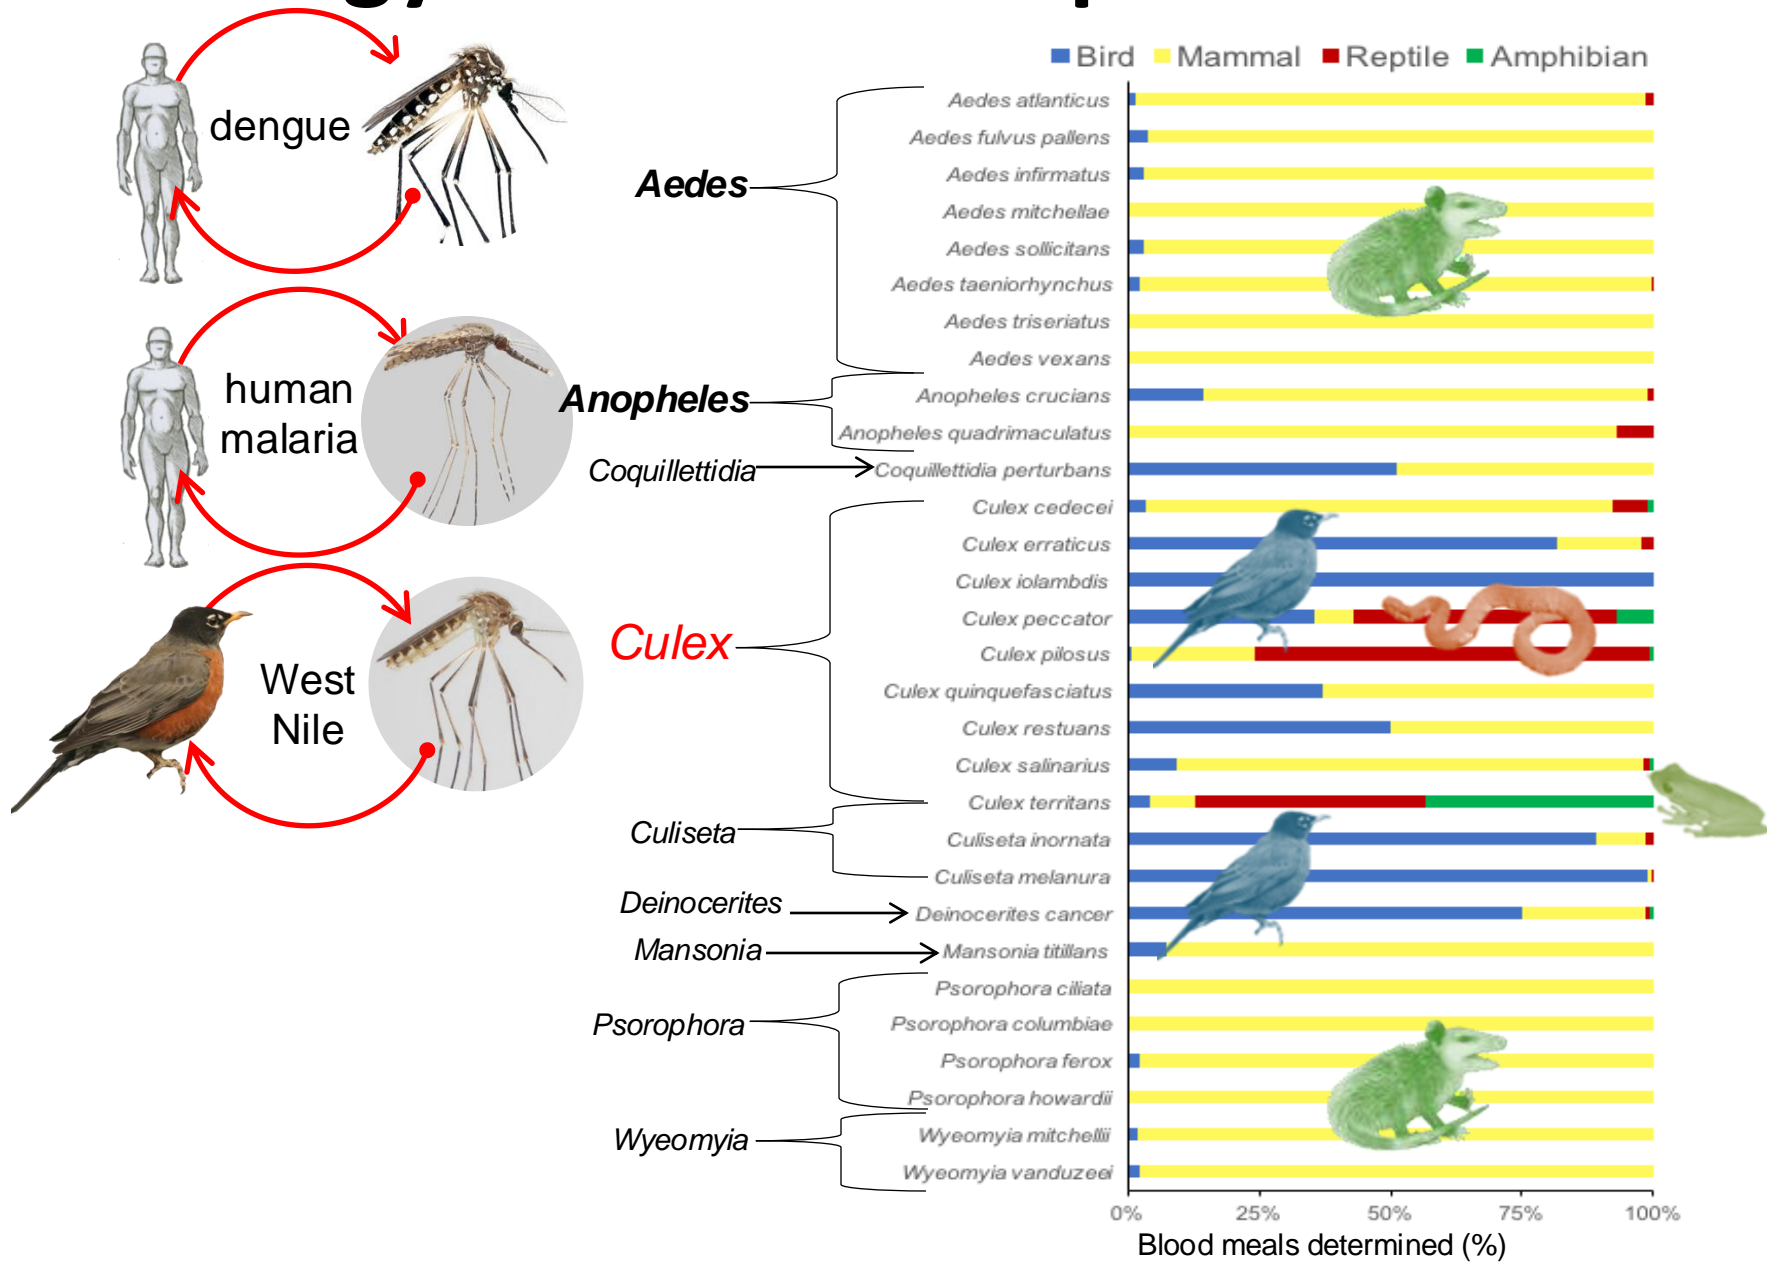 dengue
human
malaria
West
Nile
Aedes
Anopheles
Coquillettidia
Culex
Culiseta
Deinocerites
Mansonia
Psorophora
Wyeomyia
Bird Mammal Reptile Amphibian
Aedes atlanticus
Aedes fulvus pallens
Aedes infirmatus
Aedes mitchellae
Aedes sollicitans
Aedes taeniorhynchus
Aedes triseriatus
Aedes vexans
Anopheles crucians
Anopheles quadrimaculatus
Coquillettidia perturbans
Culex cedecei
Culex erraticus
Culex iolambdis
Culex peccator
Culex pilosus
Culex quinquefasciatus
Culex restuans
Culex salinarius
Culex territans
Culiseta inornata
Culiseta melanura
Deinocerites cancer
Mansonia titillans
Psorophora ciliata
Psorophora columbiae
Psorophora ferox
Psorophora howardii
Wyeomyia mitchellii
Wyeomyia vanduzeei
0% 25% 50% 75% 100%
Blood meals determined (%)